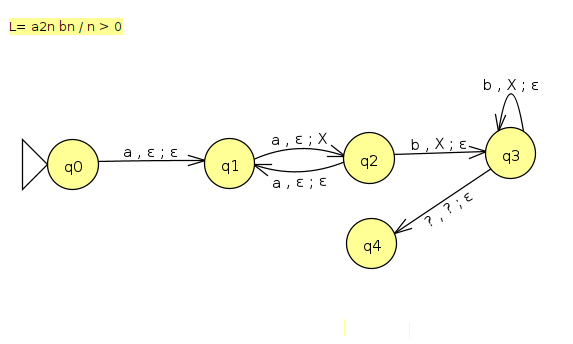 L= a2n bn / n > 0
b , X ; ε
a , ε ; X
a , ε ; ε
b , X ; ε
q0
q1
q2
q3
a , ε ; ε
? , ? ; ε
q4